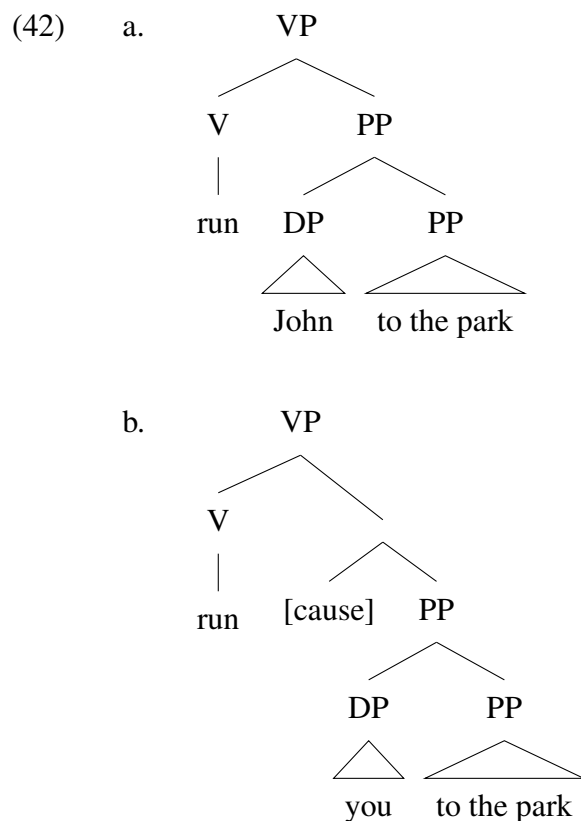 (42) a. VP
V PP
run DP PP
John to the park
b. VP
V
run [cause] PP
DP PP
you to the park